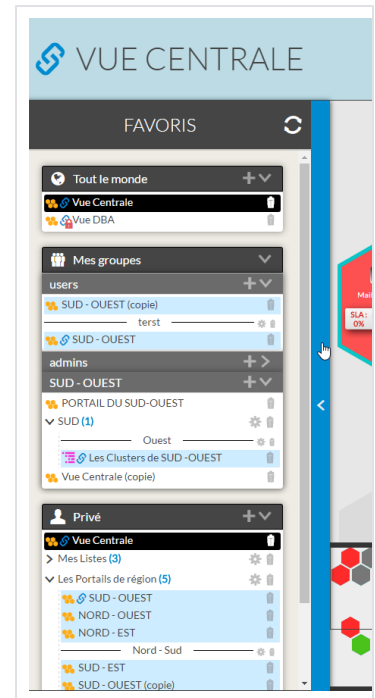 VUE CENTRALE
FAVORIS
Tout le monde
Vue Centrale
Vue DBA
Mes groupes
users
SUD - OUEST (copie)
terst
SUD - OUEST
admins
SUD - OUEST
PORTAIL DU SUD-OUEST
SUD (1)
Ouest
Les Clusters de SUD -OUEST
Vue Centrale (copie)
Privé
Vue Centrale
Mes Listes (3)
Les Portails de région (5)
SUD - OUEST
NORD - OUEST
NORD - EST
Nord - Sud
SUD - EST
SUD - OUEST (copie)
Mail
SLA:
0%